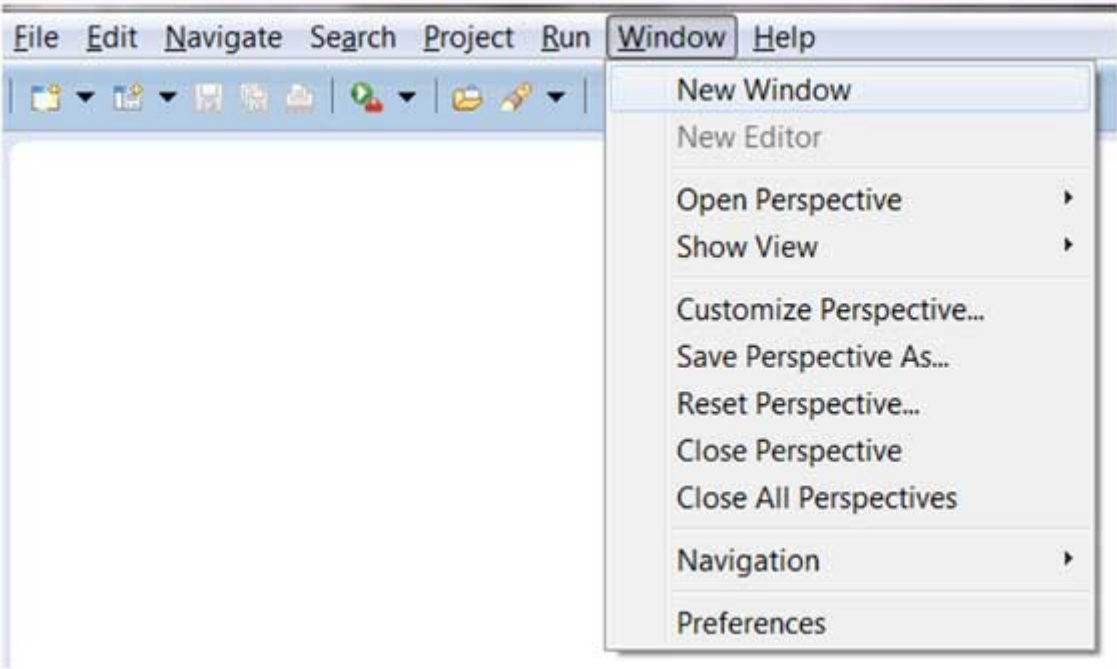 File Edit Navigate Search Project Run Window Help
New Window
New Editor
Open Perspective
Show View
Customize Perspective...
Save Perspective As...
Reset Perspective...
Close Perspective
Close All Perspectives
Navigation
Preferences